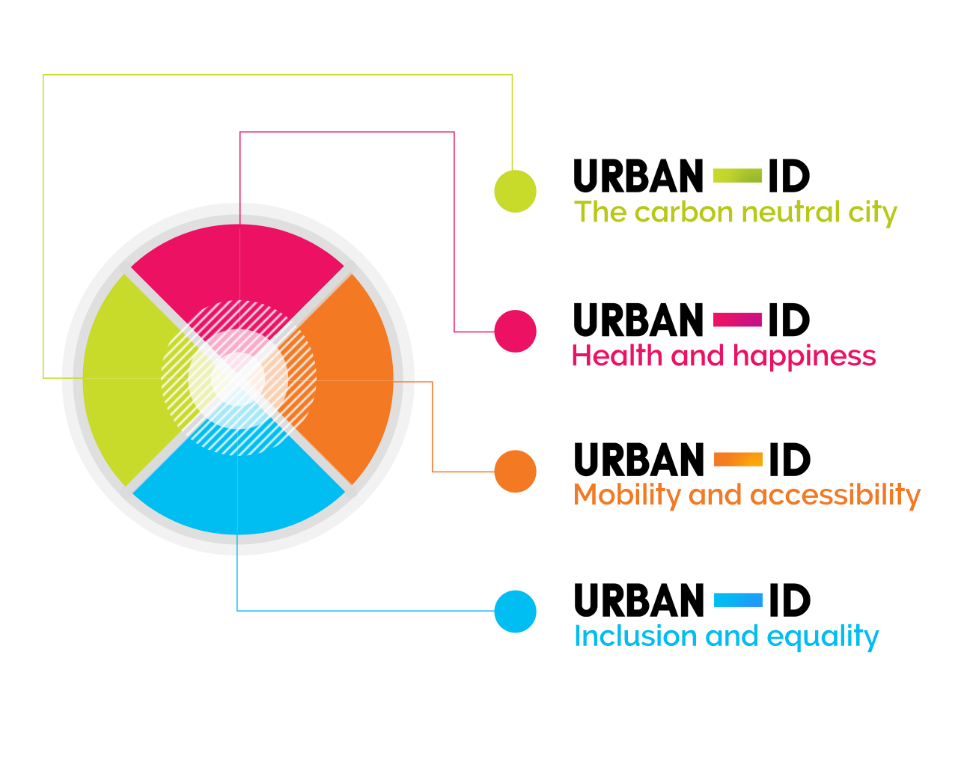 URBAN — ID
The carbon neutral city
URBAN — ID
Health and happiness
URBAN — ID
Mobility and accessibility
URBAN — ID
Inclusion and equality